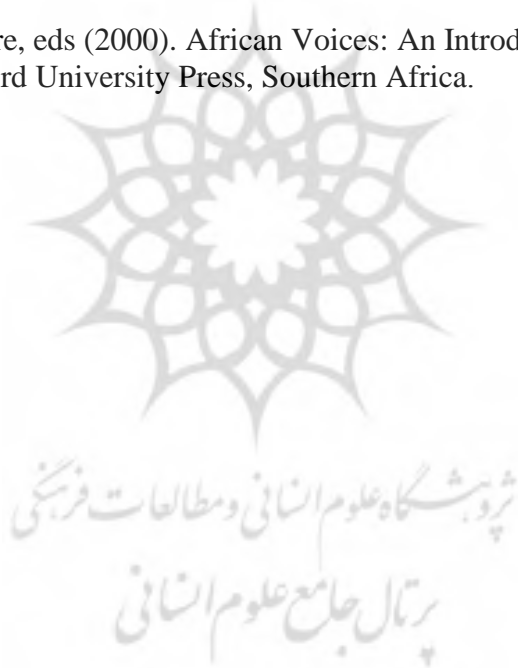 re, eds (2000). African Voices: An Introd
rd University Press, Southern Africa.
پژوهشگاه علوم انسانی و مطالعات فرهنگی
پرتال جامع علوم انسانی